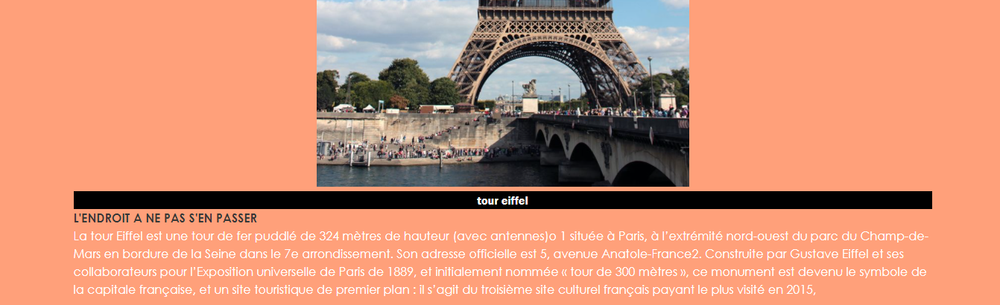 tour eiffel
L'ENDROIT A NE PAS S'EN PASSER
La tour Eiffel est une tour de fer puddlé de 324 mètres de hauteur (avec antennes)o 1 située à Paris, à l’extrémité nord-ouest du parc du Champ-de-
Mars en bordure de la Seine dans le 7e arrondissement. Son adresse officielle est 5, avenue Anatole-France2. Construite par Gustave Eiffel et ses
collaborateurs pour l’Exposition universelle de Paris de 1889, et initialement nommée « tour de 300 mètres », ce monument est devenu le symbole de
la capitale française, et un site touristique de premier plan : il s’agit du troisième site culturel français payant le plus visité en 2015,